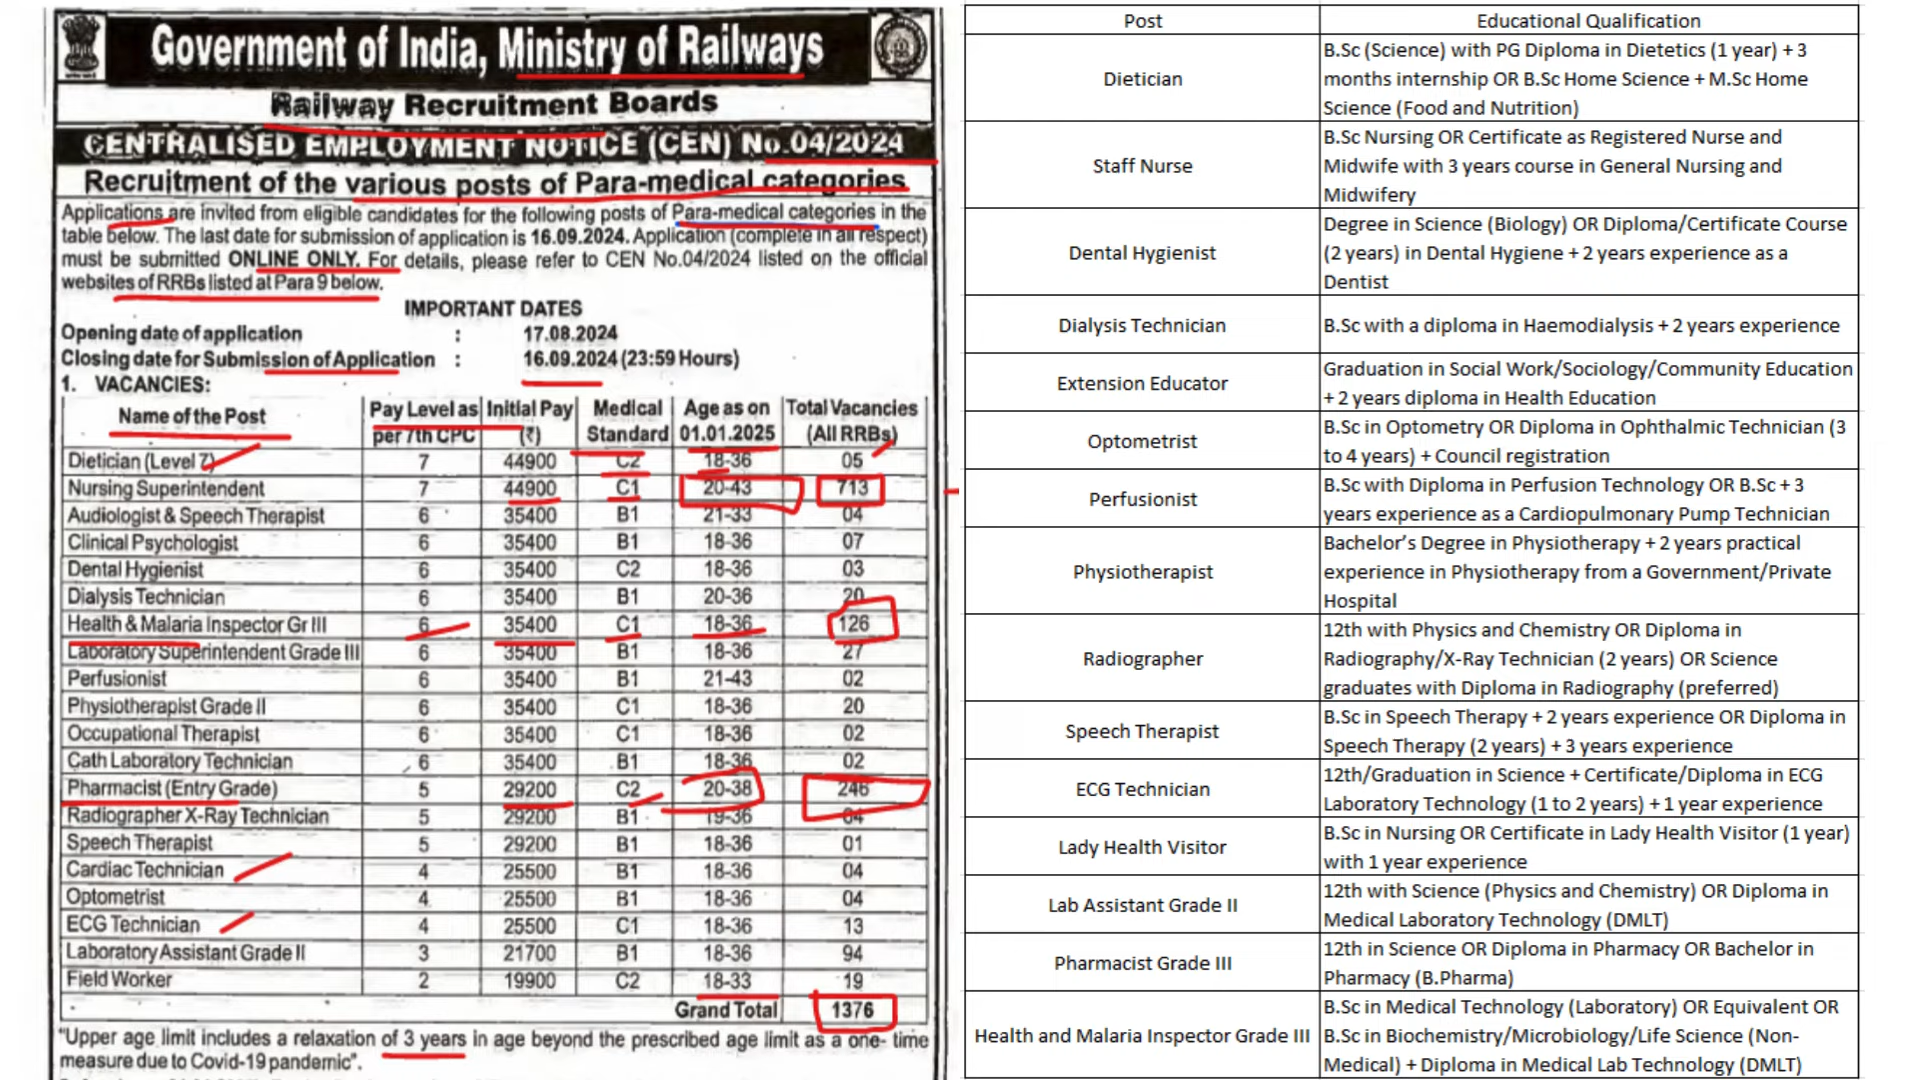 Government of India, Ministry of Railways
Railway Recruitment Boards
CENTRALISED EMPLOYMENT NOTICE (CEN) No.04/2024
Recruitment of the various posts of Para-medical categories
Applications are invited from eligible candidates for the following posts of Para-medical categories in the
table below. The last date for submission of application is 16.09.2024. Application (complete in all respect)
must be submitted ONLINE ONLY. For details, please refer to CEN No.04/2024 listed on the official
websites of RRBs listed at Para 9 below.
IMPORTANT DATES
Opening date of application : 17.08.2024
Closing date for Submission of Application : 16.09.2024 (23:59 Hours)
1. VACANCIES:
Name of the Post Pay Level as Initial Pay Medical Age as on Total Vacancies
per 7th CPC (₹) Standard 01.01.2025 (All RRBs)
Dietician (Level 7) 7 44900 C2 18-36 05
Nursing Superintendent 7 44900 C1 20-43 713
Audiologist & Speech Therapist 6 35400 B1 21-33 04
Clinical Psychologist 6 35400 B1 18-36 07
Dental Hygienist 6 35400 C2 18-36 03
Dialysis Technician 6 35400 B1 20-36 20
Health & Malaria Inspector Gr III 6 35400 C1 18-36 126
Laboratory Superintendent Grade III 6 35400 B1 18-36 27
Perfusionist 6 35400 B1 21-43 02
Physiotherapist Grade II 6 35400 C1 18-36 20
Occupational Therapist 6 35400 C1 18-36 02
Cath Laboratory Technician 6 35400 B1 18-36 02
Pharmacist (Entry Grade) 5 29200 C2 20-38 246
Radiographer X-Ray Technician 5 29200 B1 19-36 64
Speech Therapist 5 29200 B1 18-36 01
Cardiac Technician 4 25500 B1 18-36 04
Optometrist 4 25500 B1 18-36 04
ECG Technician 4 25500 C1 18-36 13
Laboratory Assistant Grade II 3 21700 B1 18-36 94
Field Worker 2 19900 C2 18-33 19
Grand Total 1376
"Upper age limit includes a relaxation of 3 years in age beyond the prescribed age limit as a one- time
measure due to Covid-19 pandemic".
Post Educational Qualification
Dietician
B.Sc (Science) with PG Diploma in Dietetics (1 year) + 3
months internship OR B.Sc Home Science + M.Sc Home
Science (Food and Nutrition)
Staff Nurse
B.Sc Nursing OR Certificate as Registered Nurse and
Midwife with 3 years course in General Nursing and
Midwifery
Dental Hygienist
Degree in Science (Biology) OR Diploma/Certificate Course
(2 years) in Dental Hygiene + 2 years experience as a
Dentist
Dialysis Technician
B.Sc with a diploma in Haemodialysis + 2 years experience
Extension Educator
Graduation in Social Work/Sociology/Community Education
+ 2 years diploma in Health Education
Optometrist
B.Sc in Optometry OR Diploma in Ophthalmic Technician (3
to 4 years) + Council registration
Perfusionist
B.Sc with Diploma in Perfusion Technology OR B.Sc + 3
years experience as a Cardiopulmonary Pump Technician
Physiotherapist
Bachelor's Degree in Physiotherapy + 2 years practical
experience in Physiotherapy from a Government/Private
Hospital
Radiographer
12th with Physics and Chemistry OR Diploma in
Radiography/X-Ray Technician (2 years) OR Science
graduates with Diploma in Radiography (preferred)
Speech Therapist
B.Sc in Speech Therapy + 2 years experience OR Diploma in
Speech Therapy (2 years) + 3 years experience
ECG Technician
12th/Graduation in Science + Certificate/Diploma in ECG
Laboratory Technology (1 to 2 years) + 1 year experience
Lady Health Visitor
B.Sc in Nursing OR Certificate in Lady Health Visitor (1 year)
with 1 year experience
Lab Assistant Grade II
12th with Science (Physics and Chemistry) OR Diploma in
Medical Laboratory Technology (DMLT)
Pharmacist Grade III
12th in Science OR Diploma in Pharmacy OR Bachelor in
Pharmacy (B.Pharma)
Health and Malaria Inspector Grade III
B.Sc in Medical Technology (Laboratory) OR Equivalent OR
B.Sc in Biochemistry/Microbiology/Life Science (Non-
Medical) + Diploma in Medical Lab Technology (DMLT)